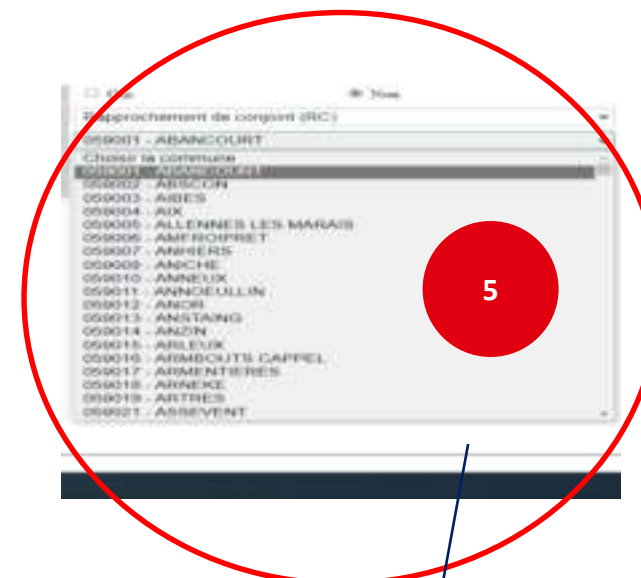 Oui Non
Rapprochement de conjoint (RC)
059001 - ABANCOURT
Choisir la commune
059001 - ABANCOURT
059002 - ABSCON
059003 - AIBES
059004 - AIX
059005 - ALLENNES LES MARAIS
059006 - AMFROIPRET
059007 - ANHIERS
059008 - ANICHE
059010 - ANNEUX
059011 - ANNOEULLIN
059012 - ANOR
059013 - ANSTAING
059014 - ANZIN
059015 - ARLEUX
059016 - ARMBOUTS CAPPEL
059017 - ARMENTIERES
059018 - ARNEKE
059019 - ARTRES
059021 - ASSEVENT
5